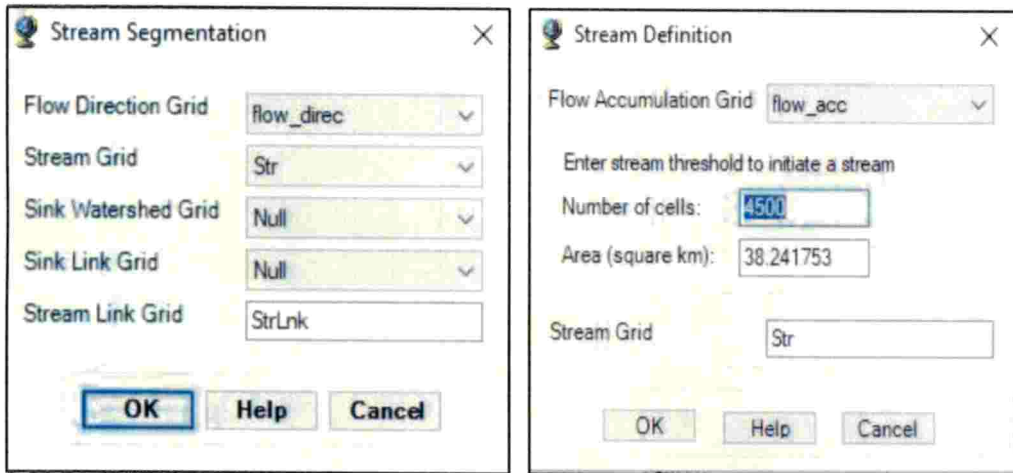 Stream Segmentation
Flow Direction Grid flow_direc
Stream Grid Str
Sink Watershed Grid Null
Sink Link Grid Null
Stream Link Grid StrLnk
OK Help Cancel
Stream Definition
Flow Accumulation Grid flow_acc
Enter stream threshold to initiate a stream
Number of cells: 4500
Area (square km): 38.241753
Stream Grid Str
OK Help Cancel